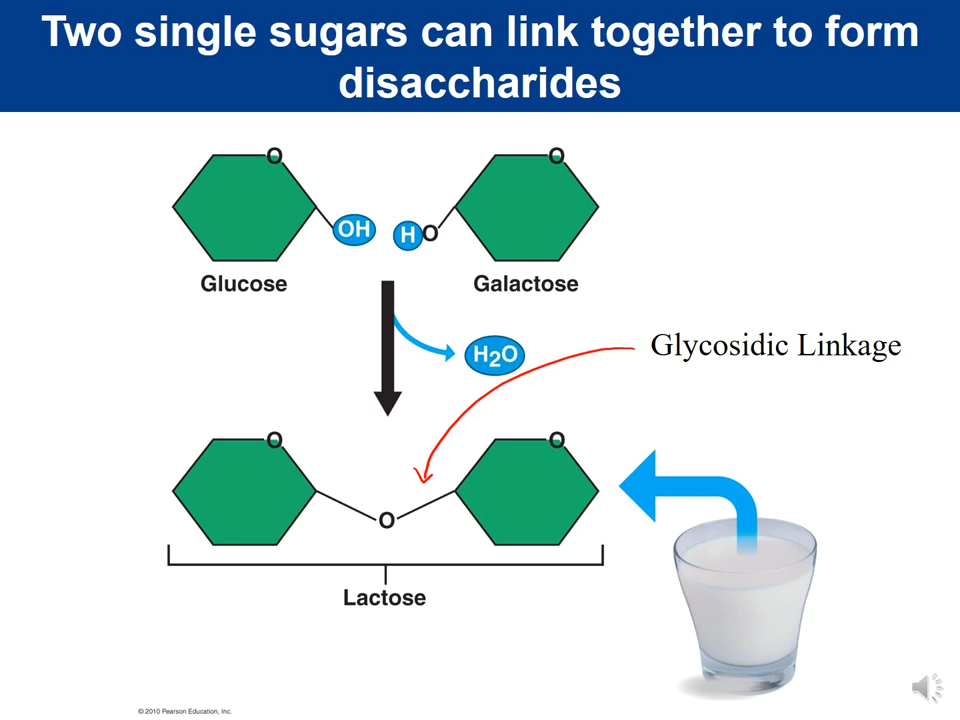 Two single sugars can link together to form
disaccharides
O
O
OH
H O
Glucose
Galactose
H₂O
Glycosidic Linkage
O
O
O
Lactose
© 2010 Pearson Education, Inc.